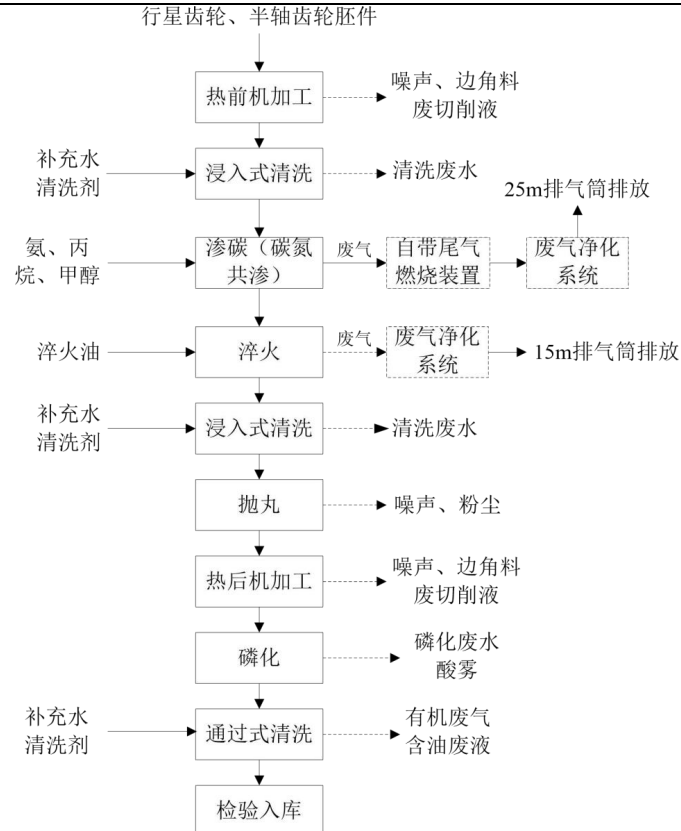 行星齿轮、半轴齿轮胚件
热前机加工
噪声、边角料
废切削液
补充水
清洗剂
浸入式清洗
清洗废水
25m排气筒排放
氨、丙
烷、甲醇
渗碳（碳氮
共渗）
废气
自带尾气
燃烧装置
废气净化
系统
淬火油
淬火
废气
废气净化
系统
15m排气筒排放
补充水
清洗剂
浸入式清洗
清洗废水
抛丸
噪声、粉尘
热后机加工
噪声、边角料
废切削液
磷化
磷化废水
酸雾
补充水
清洗剂
通过式清洗
有机废气
含油废液
检验入库